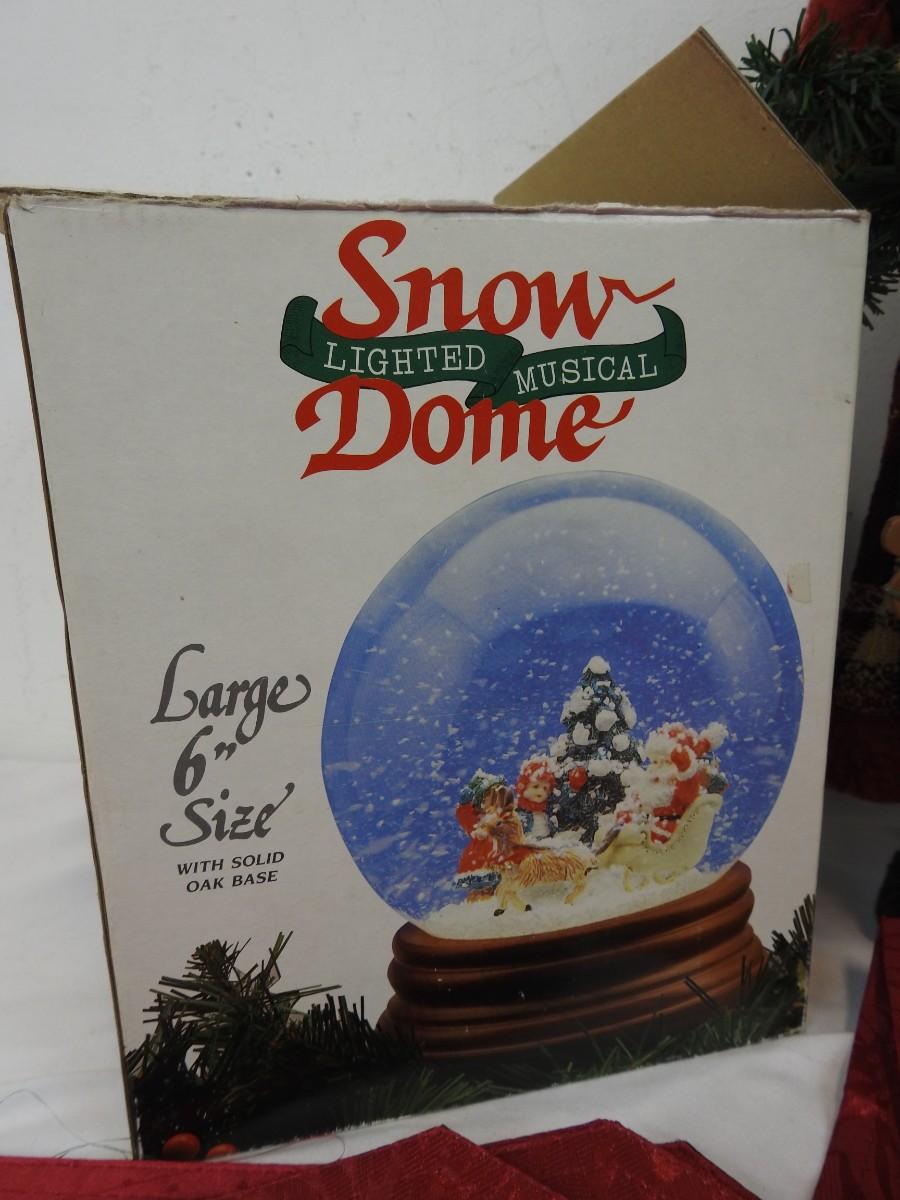 Snow
LIGHTED MUSICAL
Dome
Large
6"
Size
WITH SOLID
OAK BASE